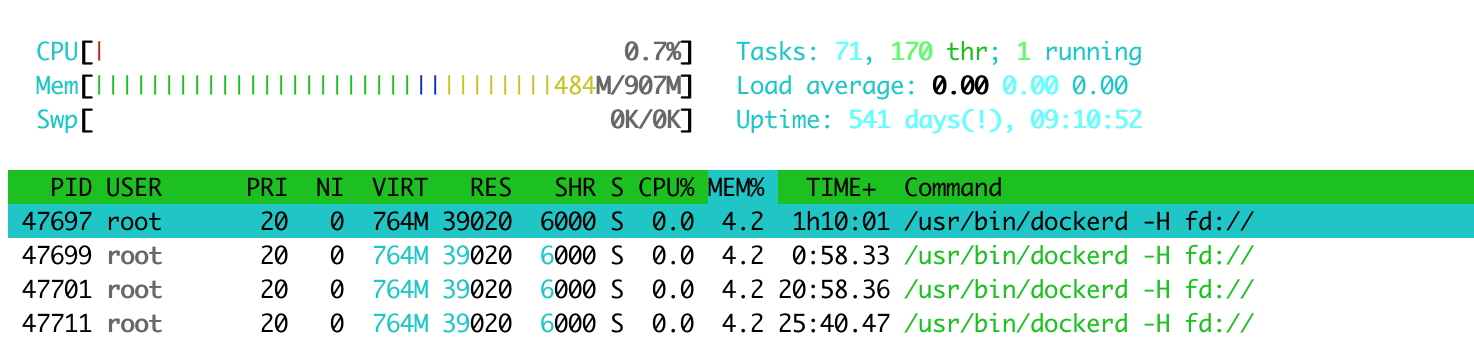 CPU[| 0.7%] Tasks: 71, 170 thr; 1 running
Mem[|||||||||||||||||||||||||||||||||484M/907M] Load average: 0.00 0.00 0.00
Swp[ 0K/0K] Uptime: 541 days(!), 09:10:52
PID USER PRI NI VIRT RES SHR S CPU% MEM% TIME+ Command
47697 root 20 0 764M 39020 6000 S 0.0 4.2 1h10:01 /usr/bin/dockerd -H fd://
47699 root 20 0 764M 39020 6000 S 0.0 4.2 0:58.33 /usr/bin/dockerd -H fd://
47701 root 20 0 764M 39020 6000 S 0.0 4.2 20:58.36 /usr/bin/dockerd -H fd://
47711 root 20 0 764M 39020 6000 S 0.0 4.2 25:40.47 /usr/bin/dockerd -H fd://